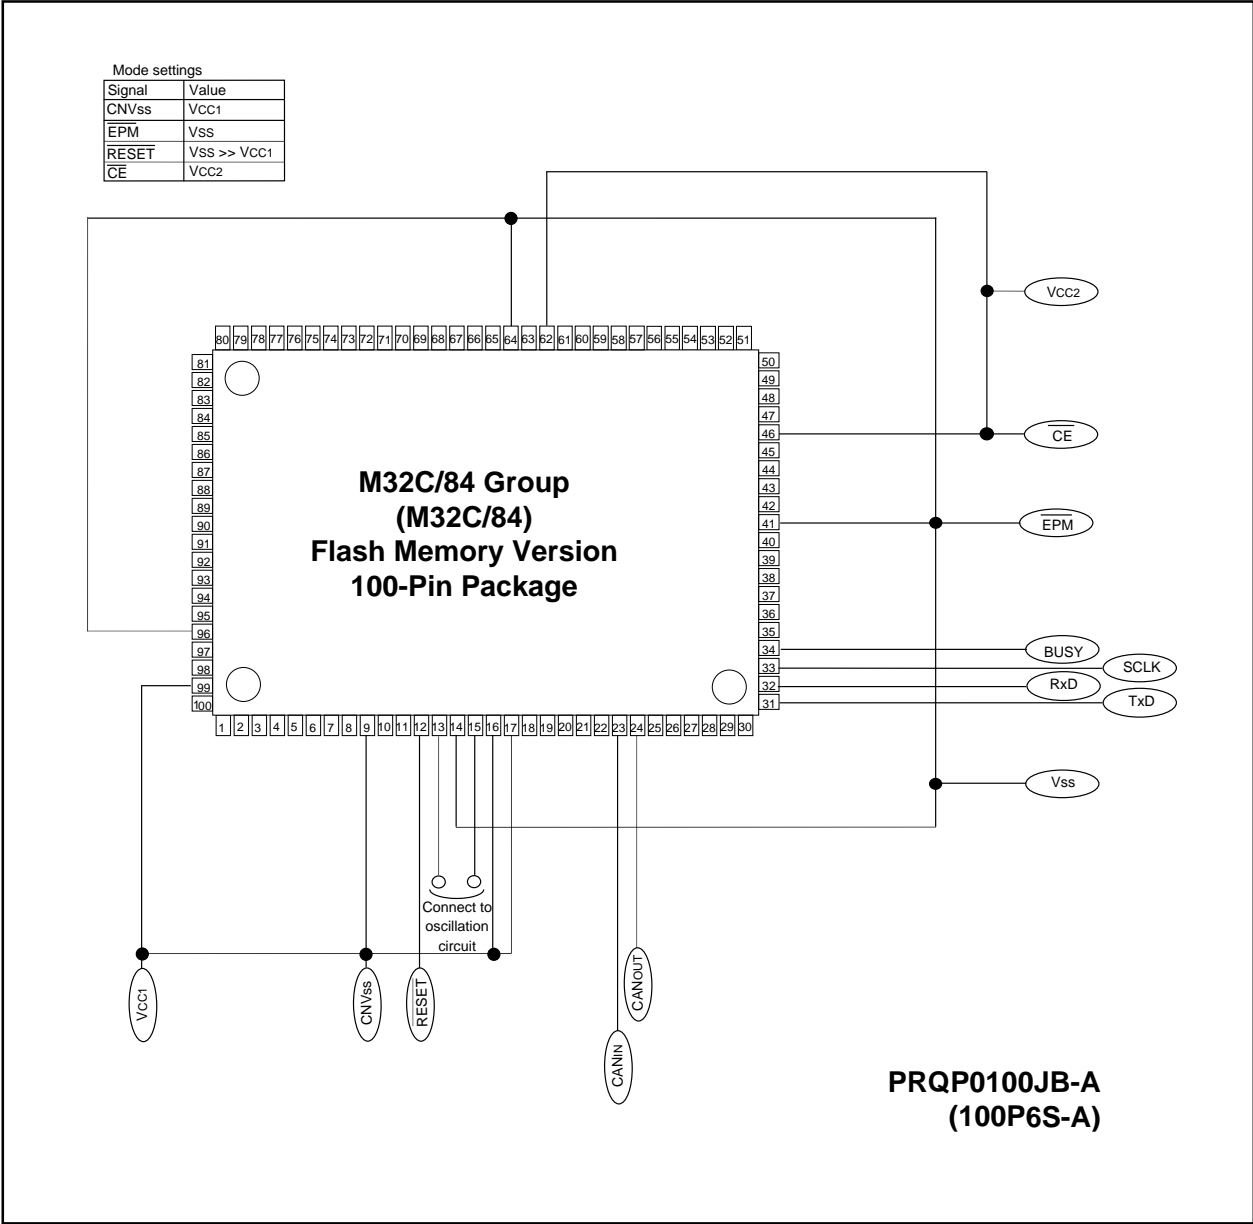 Mode settings
Signal Value
CNVss VCC1
EPM VSS
RESET VSS >> VCC1
CE VCC2
VCC2
80 79 78 77 76 75 74 73 72 71 70 69 68 67 66 65 64 63 62 61 60 59 58 57 56 55 54 53 52 51
81
82
83
84
85
86
87
88
89
90
91
92
93
94
95
96
97
98
99
100
M32C/84 Group
(M32C/84)
Flash Memory Version
100-Pin Package
50
49
48
47
46
45
44
43
42
41
40
39
38
37
36
35
34
33
32
31
CE
EPM
BUSY
SCLK
RxD
TxD
1 2 3 4 5 6 7 8 9 10 11 12 13 14 15 16 17 18 19 20 21 22 23 24 25 26 27 28 29 30
Vss
Connect to
oscillation
circuit
VCC1
CNVss
RESET
CANOUT
CANIN
PRQP0100JB-A
(100P6S-A)